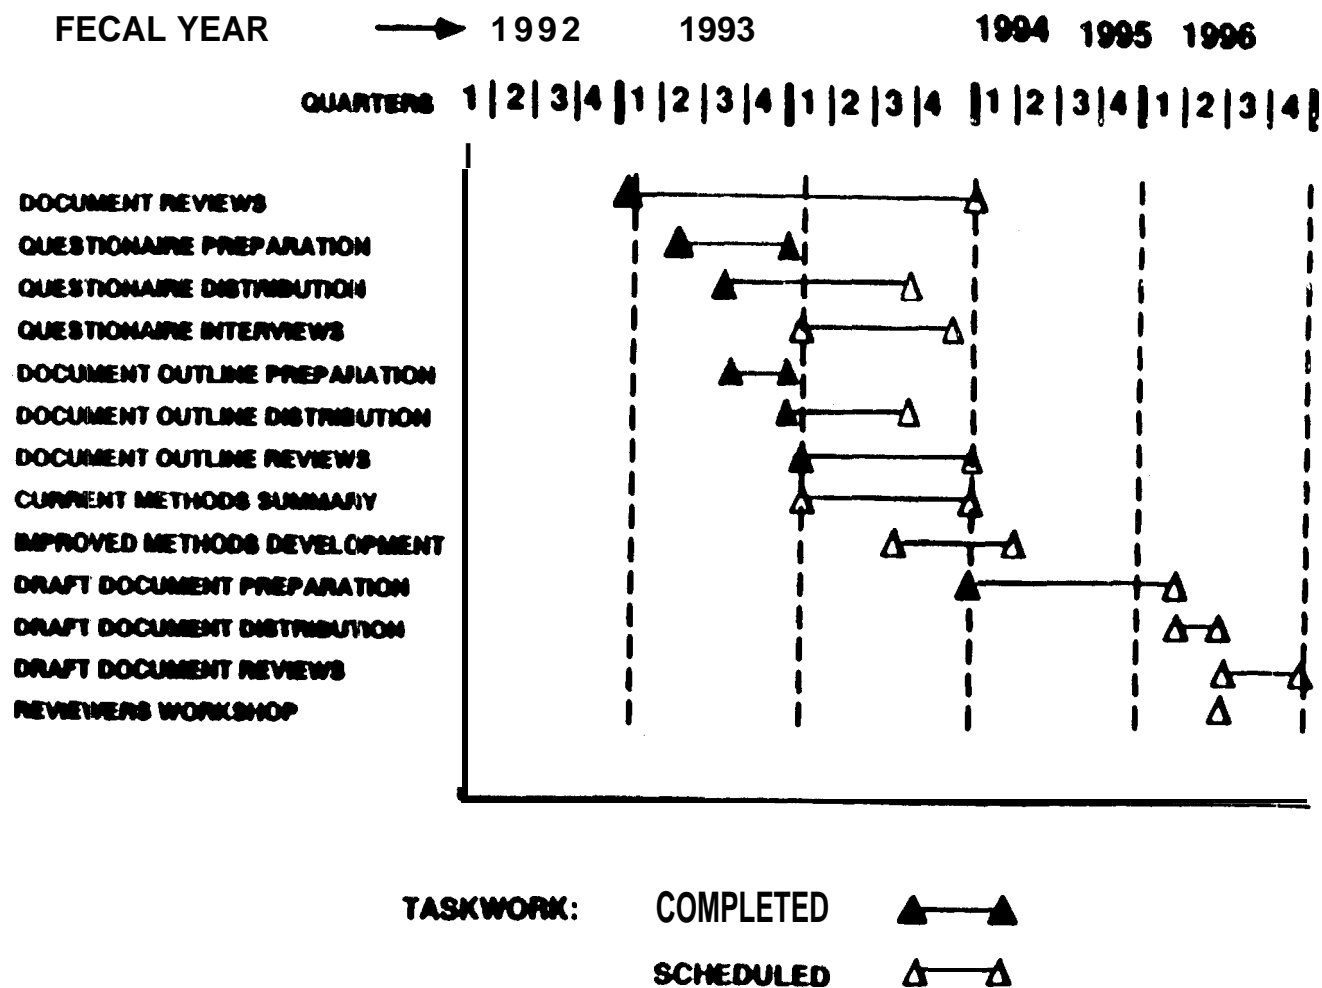 FECAL YEAR 1992 1993 1994 1995 1996
QUARTERS 1 | 2 | 3 | 4 | 1 | 2 | 3 | 4 | 1 | 2 | 3 | 4 | 1 | 2 | 3 | 4 | 1 | 2 | 3 | 4 |
DOCUMENT REVIEWS
QUESTIONAIRE PREPARATION
QUESTIONAIRE DISTRIBUTION
QUESTIONAIRE INTERVIEWS
DOCUMENT OUTLINE PREPARATION
DOCUMENT OUTLINE DISTRIBUTION
DOCUMENT OUTLINE REVIEWS
CURRENT METHODS SUMMARY
IMPROVED METHODS DEVELOPMENT
DRAFT DOCUMENT PREPARATION
DRAFT DOCUMENT DISTRIBUTION
DRAFT DOCUMENT REVIEWS
REVIEWERS WORKSHOP
TASKWORK: COMPLETED
SCHEDULED